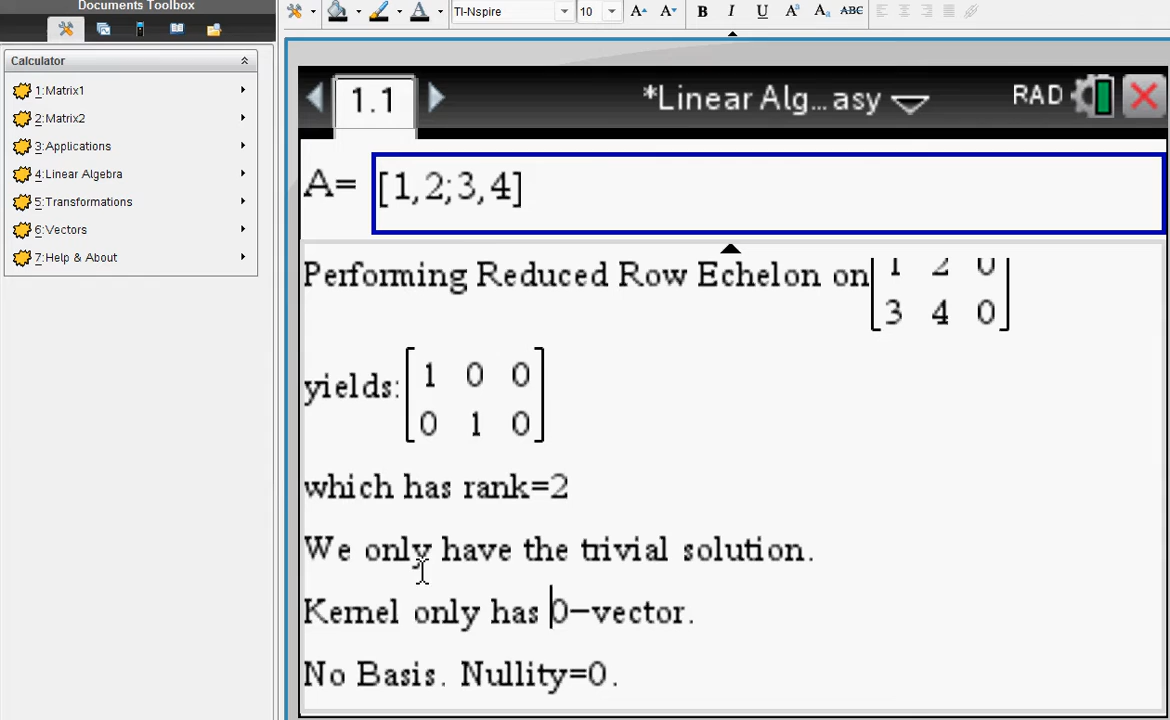 Documents Toolbox
TI-Nspire 10 B I U A A ABC
Calculator
1:Matrix1
2:Matrix2
3:Applications
4:Linear Algebra
5:Transformations
6:Vectors
7:Help & About
1.1 *Linear Alg...asy RAD
A= [1,2;3,4]
Performing Reduced Row Echelon on [1 2 0
3 4 0]
yields: [1 0 0
0 1 0]
which has rank=2
We only have the trivial solution.
Kernel only has 0−vector.
No Basis. Nullity=0.